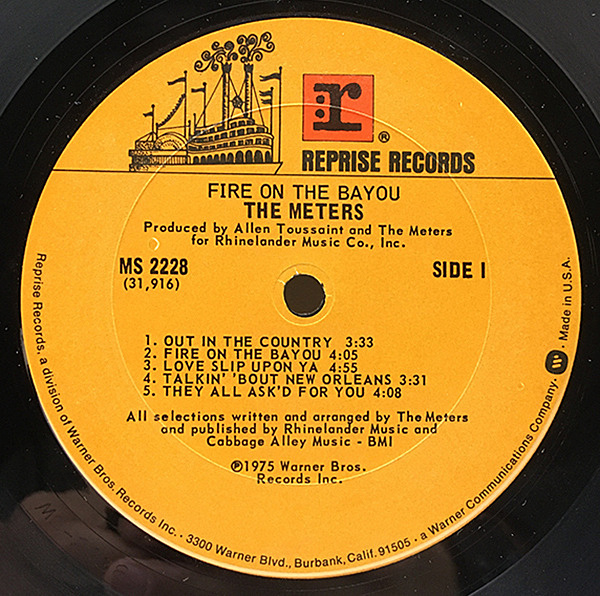 r
®
REPRISE RECORDS
FIRE ON THE BAYOU
THE METERS
Produced by Allen Toussaint and The Meters
for Rhinelander Music Co., Inc.
MS 2228
(31,916)
SIDE I
1. OUT IN THE COUNTRY 3:33
2. FIRE ON THE BAYOU 4:05
3. LOVE SLIP UPON YA 4:55
4. TALKIN' 'BOUT NEW ORLEANS 3:31
5. THEY ALL ASK'D FOR YOU 4:08
All selections written and arranged by The Meters
and published by Rhinelander Music and
Cabbage Alley Music - BMI
℗1975 Warner Bros.
Records Inc.
Reprise Records, a division of Warner Bros. Records Inc. · 3300 Warner Blvd., Burbank, Calif. 91505 · a Warner Communications Company · Made in U.S.A.